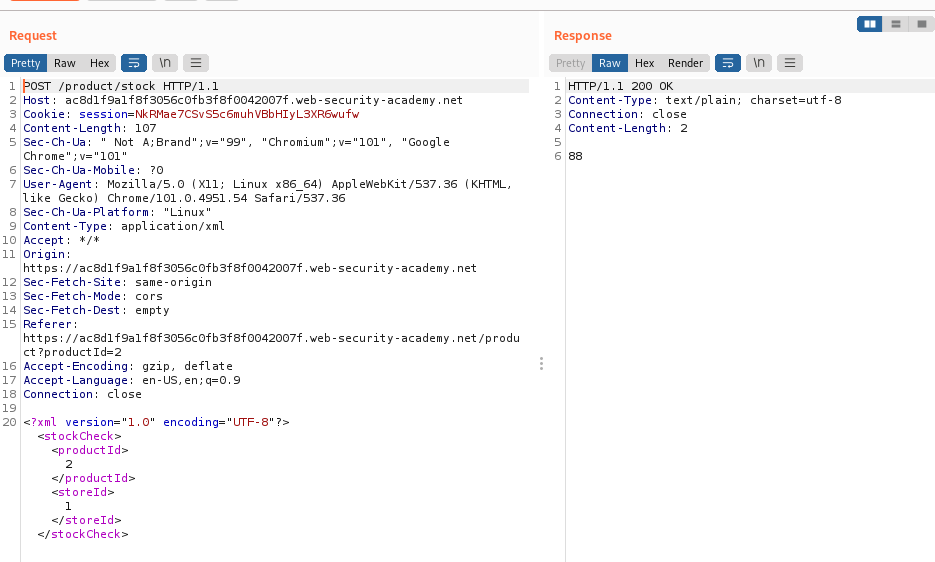 Request
Pretty Raw Hex \n
1 POST /product/stock HTTP/1.1
2 Host: ac8d1f9a1f8f3056c0fb3f8f0042007f.web-security-academy.net
3 Cookie: session=NkRMae7CSvS5c6muhVBbHIyL3XR6wufw
4 Content-Length: 107
5 Sec-Ch-Ua: " Not A;Brand";v="99", "Chromium";v="101", "Google
Chrome";v="101"
6 Sec-Ch-Ua-Mobile: ?0
7 User-Agent: Mozilla/5.0 (X11; Linux x86_64) AppleWebKit/537.36 (KHTML,
like Gecko) Chrome/101.0.4951.54 Safari/537.36
8 Sec-Ch-Ua-Platform: "Linux"
9 Content-Type: application/xml
10 Accept: */*
11 Origin:
https://ac8d1f9a1f8f3056c0fb3f8f0042007f.web-security-academy.net
12 Sec-Fetch-Site: same-origin
13 Sec-Fetch-Mode: cors
14 Sec-Fetch-Dest: empty
15 Referer:
https://ac8d1f9a1f8f3056c0fb3f8f0042007f.web-security-academy.net/produ
ct?productId=2
16 Accept-Encoding: gzip, deflate
17 Accept-Language: en-US,en;q=0.9
18 Connection: close
19
20 <?xml version="1.0" encoding="UTF-8"?>
<stockCheck>
<productId>
2
</productId>
<storeId>
1
</storeId>
</stockCheck>
Response
Pretty Raw Hex Render \n
1 HTTP/1.1 200 OK
2 Content-Type: text/plain; charset=utf-8
3 Connection: close
4 Content-Length: 2
5
6 88